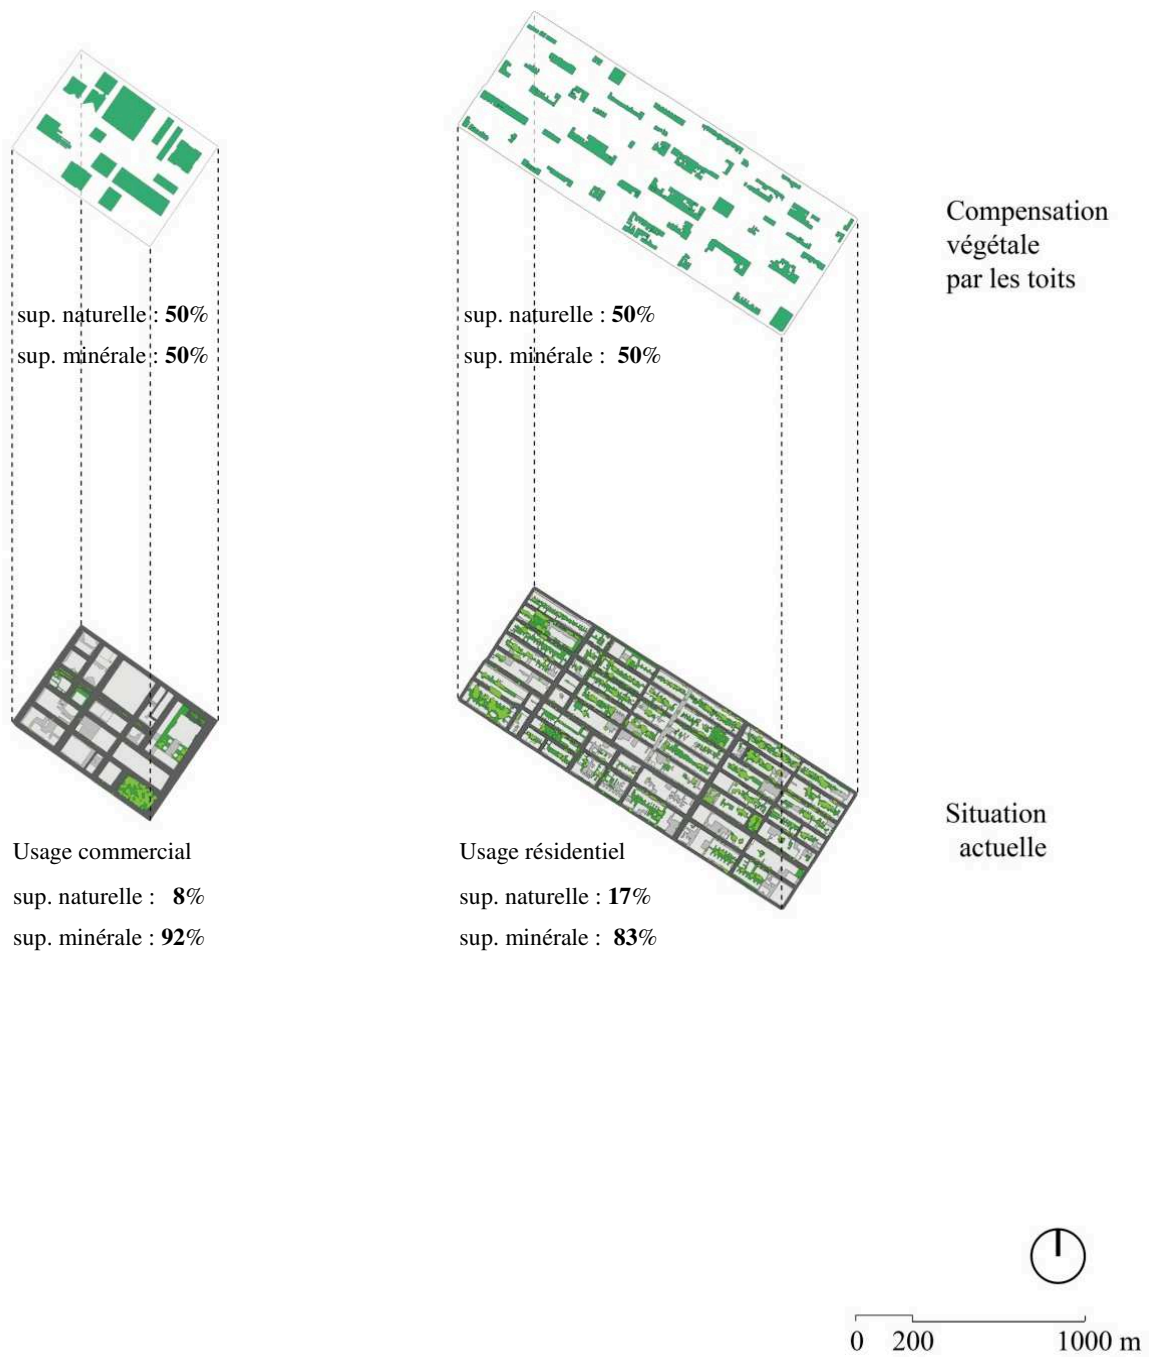 Compensation
végétale
par les toits
sup. naturelle : 50%
sup. minérale : 50%
sup. naturelle : 50%
sup. minérale : 50%
Situation
actuelle
Usage commercial
sup. naturelle : 8%
sup. minérale : 92%
Usage résidentiel
sup. naturelle : 17%
sup. minérale : 83%
0 200 1000 m